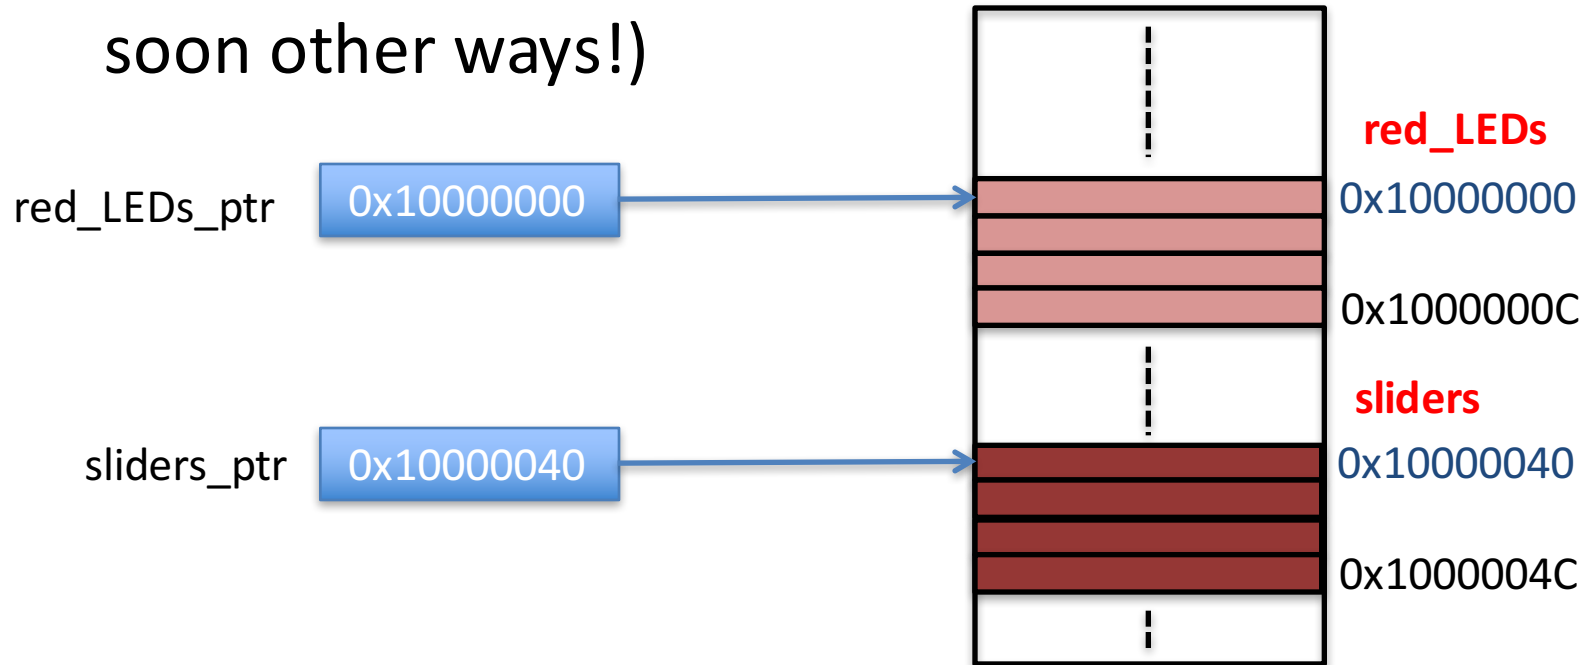 soon other ways!)
red_LEDs
red_LEDs_ptr 0x10000000 0x10000000
0x1000000C
sliders
sliders_ptr 0x10000040 0x10000040
0x1000004C